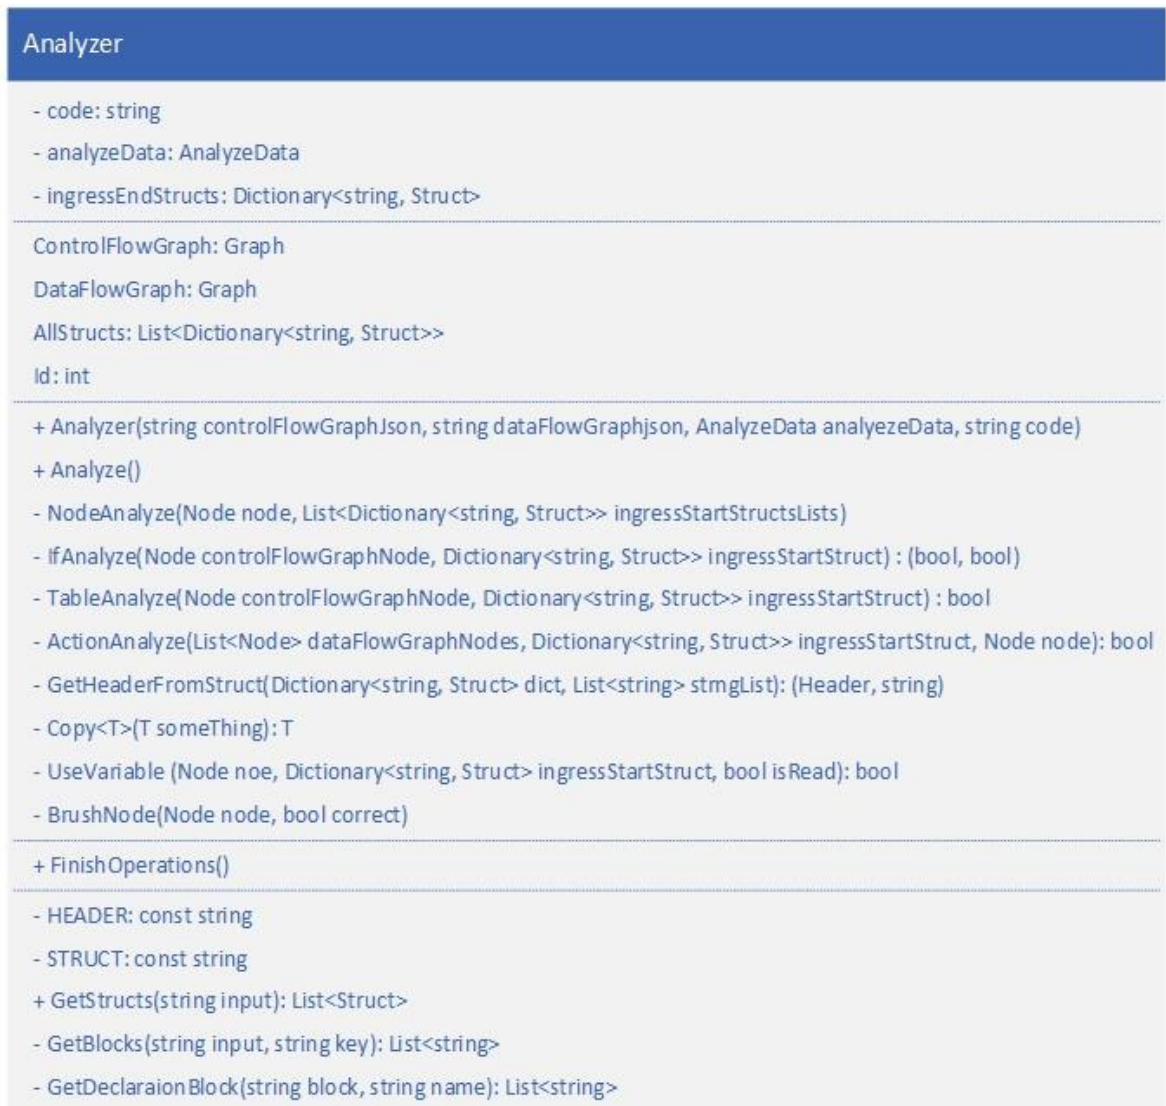 Analyzer
- code: string
- analyzeData: AnalyzeData
- ingressEndStructs: Dictionary<string, Struct>
ControlFlowGraph: Graph
DataFlowGraph: Graph
AllStructs: List<Dictionary<string, Struct>>
Id: int
+ Analyzer(string controlFlowGraphJson, string dataFlowGraphjson, AnalyzeData analyezeData, string code)
+ Analyze()
- NodeAnalyze(Node node, List<Dictionary<string, Struct>> ingressStartStructsLists)
- IfAnalyze(Node controlFlowGraphNode, Dictionary<string, Struct>> ingressStartStruct) : (bool, bool)
- TableAnalyze(Node controlFlowGraphNode, Dictionary<string, Struct>> ingressStartStruct) : bool
- ActionAnalyze(List<Node> dataFlowGraphNodes, Dictionary<string, Struct>> ingressStartStruct, Node node): bool
- GetHeaderFromStruct(Dictionary<string, Struct> dict, List<string> strngList): (Header, string)
- Copy<T>(T someThing): T
- UseVariable (Node noe, Dictionary<string, Struct> ingressStartStruct, bool isRead): bool
- BrushNode(Node node, bool correct)
+ FinishOperations()
- HEADER: const string
- STRUCT: const string
+ GetStructs(string input): List<Struct>
- GetBlocks(string input, string key): List<string>
- GetDeclaraionBlock(string block, string name): List<string>